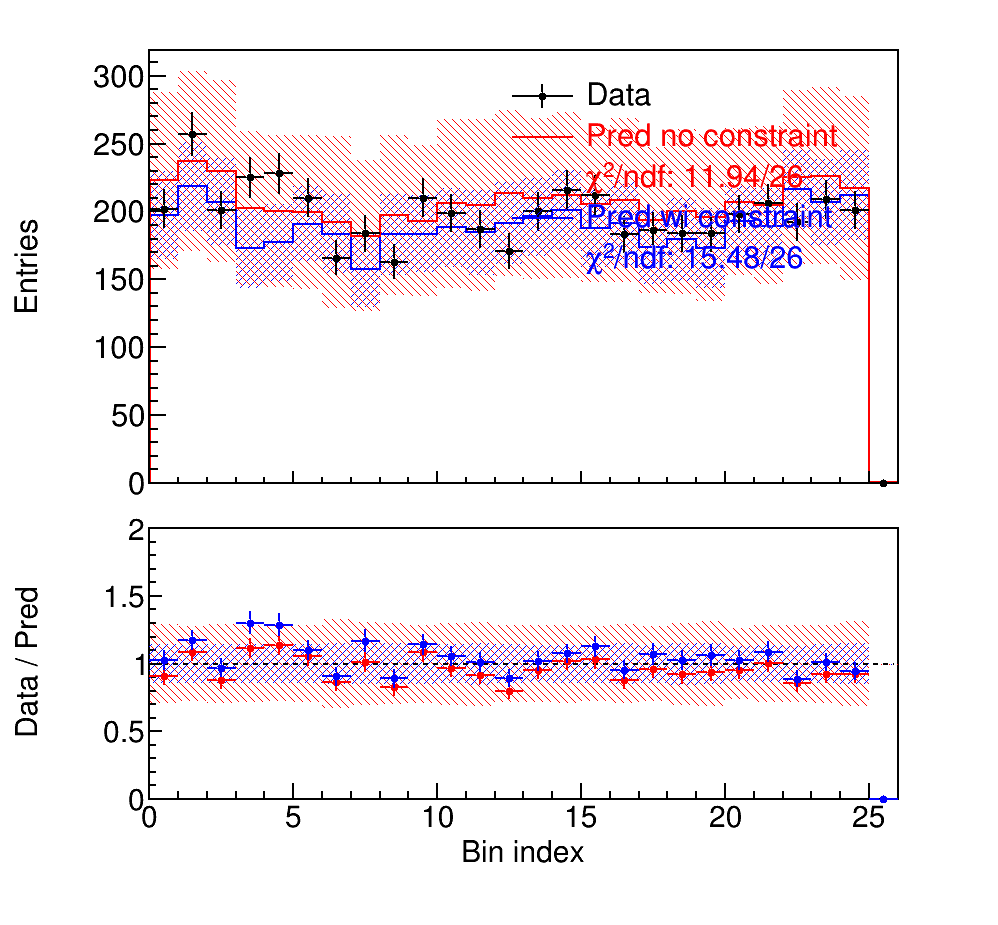 300
250
200
150
100
50
0
Entries
Data
Pred no constraint
χ²/ndf: 11.94/26
Pred wi constraint
χ²/ndf: 15.48/26
2
1.5
1
0.5
0
Data / Pred
0 5 10 15 20 25
Bin index